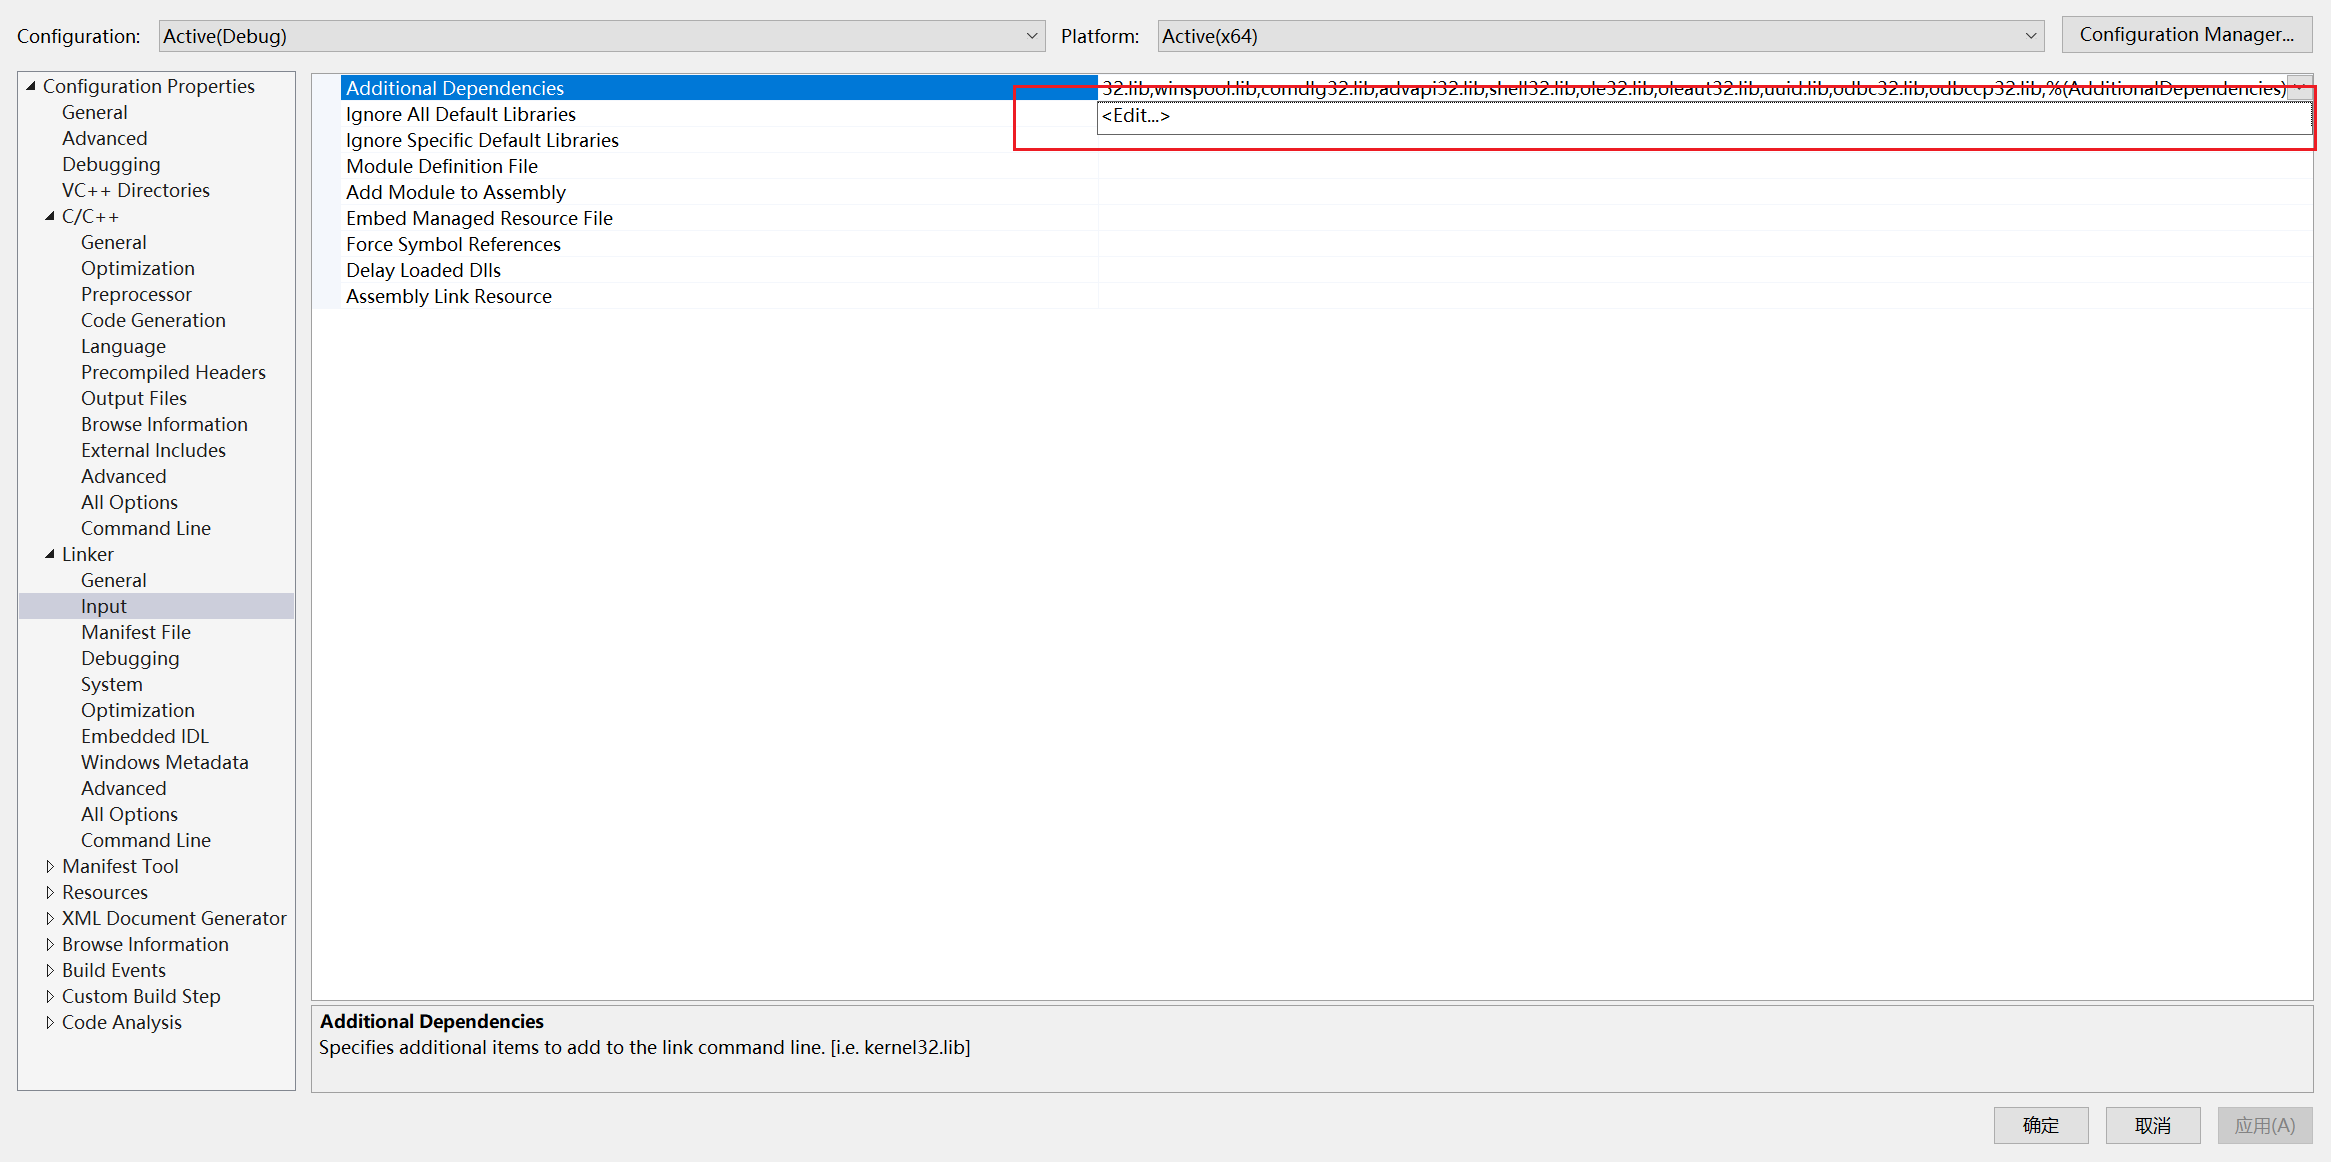 Configuration: Active(Debug) Platform: Active(x64) Configuration Manager...
Configuration Properties
General
Advanced
Debugging
VC++ Directories
C/C++
General
Optimization
Preprocessor
Code Generation
Language
Precompiled Headers
Output Files
Browse Information
External Includes
Advanced
All Options
Command Line
Linker
General
Input
Manifest File
Debugging
System
Optimization
Embedded IDL
Windows Metadata
Advanced
All Options
Command Line
Manifest Tool
Resources
XML Document Generator
Browse Information
Build Events
Custom Build Step
Code Analysis
Additional Dependencies 32.lib,winspool.lib,comdlg32.lib,advapi32.lib,shell32.lib,ole32.lib,oleaut32.lib,uuid.lib,odbc32.lib,odbccp32.lib,%(AdditionalDependencies)
Ignore All Default Libraries <Edit...>
Ignore Specific Default Libraries
Module Definition File
Add Module to Assembly
Embed Managed Resource File
Force Symbol References
Delay Loaded Dlls
Assembly Link Resource
Additional Dependencies
Specifies additional items to add to the link command line. [i.e. kernel32.lib]
确定 取消 应用(A)